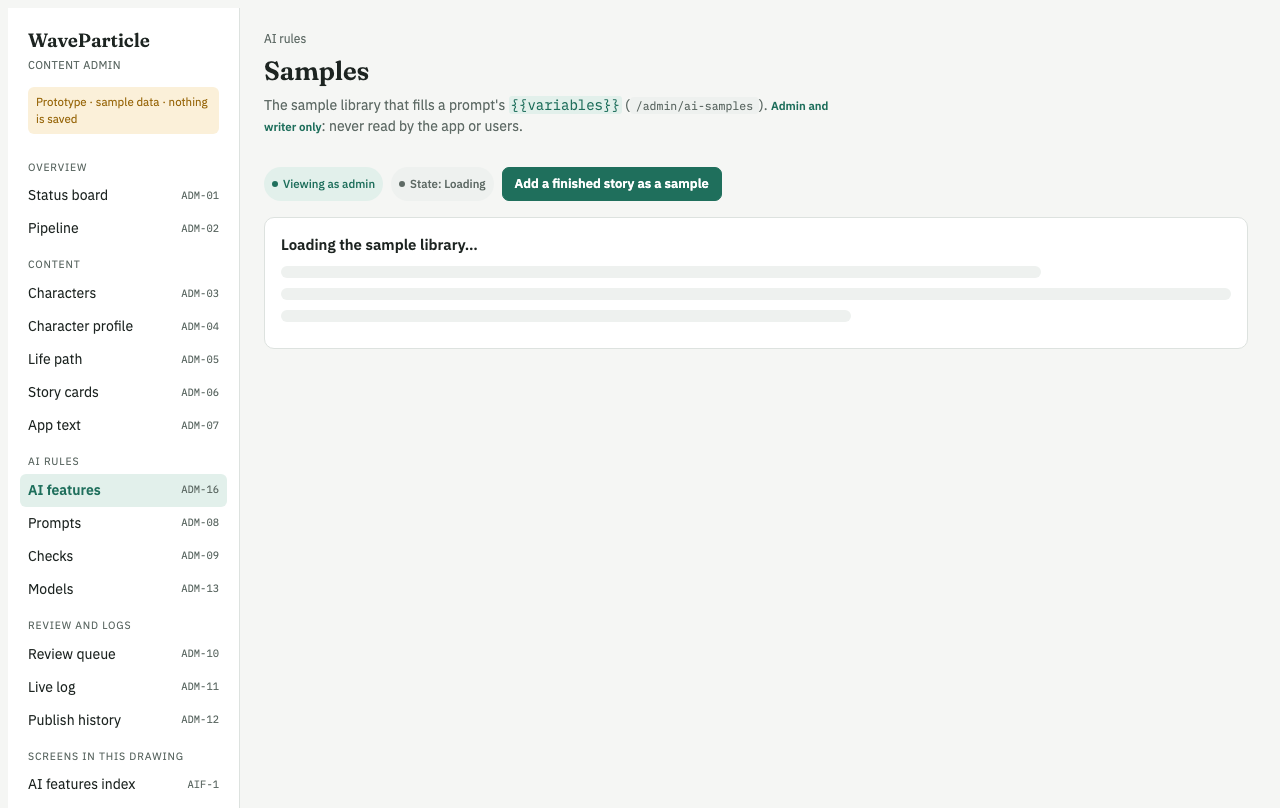 WaveParticle
CONTENT ADMIN
Prototype · sample data · nothing
is saved
OVERVIEW
Status board ADM-01
Pipeline ADM-02
CONTENT
Characters ADM-03
Character profile ADM-04
Life path ADM-05
Story cards ADM-06
App text ADM-07
AI RULES
AI features ADM-16
Prompts ADM-08
Checks ADM-09
Models ADM-13
REVIEW AND LOGS
Review queue ADM-10
Live log ADM-11
Publish history ADM-12
SCREENS IN THIS DRAWING
AI features index AIF-1
AI rules
Samples
The sample library that fills a prompt's {{variables}} ( /admin/ai-samples ). Admin and
writer only: never read by the app or users.
Viewing as admin State: Loading Add a finished story as a sample
Loading the sample library…